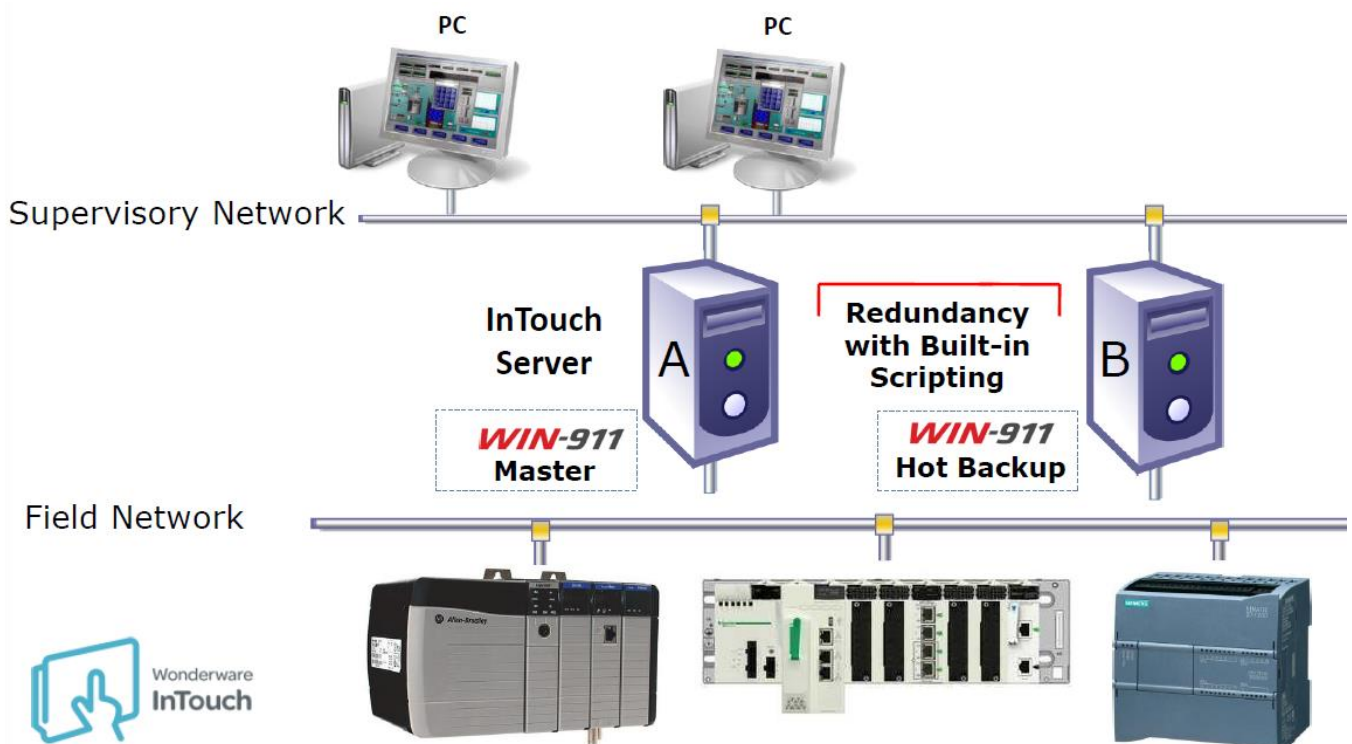 PC
PC
Supervisory Network
InTouch
Server
A
Redundancy
with Built-in
Scripting
B
WIN-911
Master
WIN-911
Hot Backup
Field Network
Allen-Bradley
SIEMENS
Wonderware
InTouch